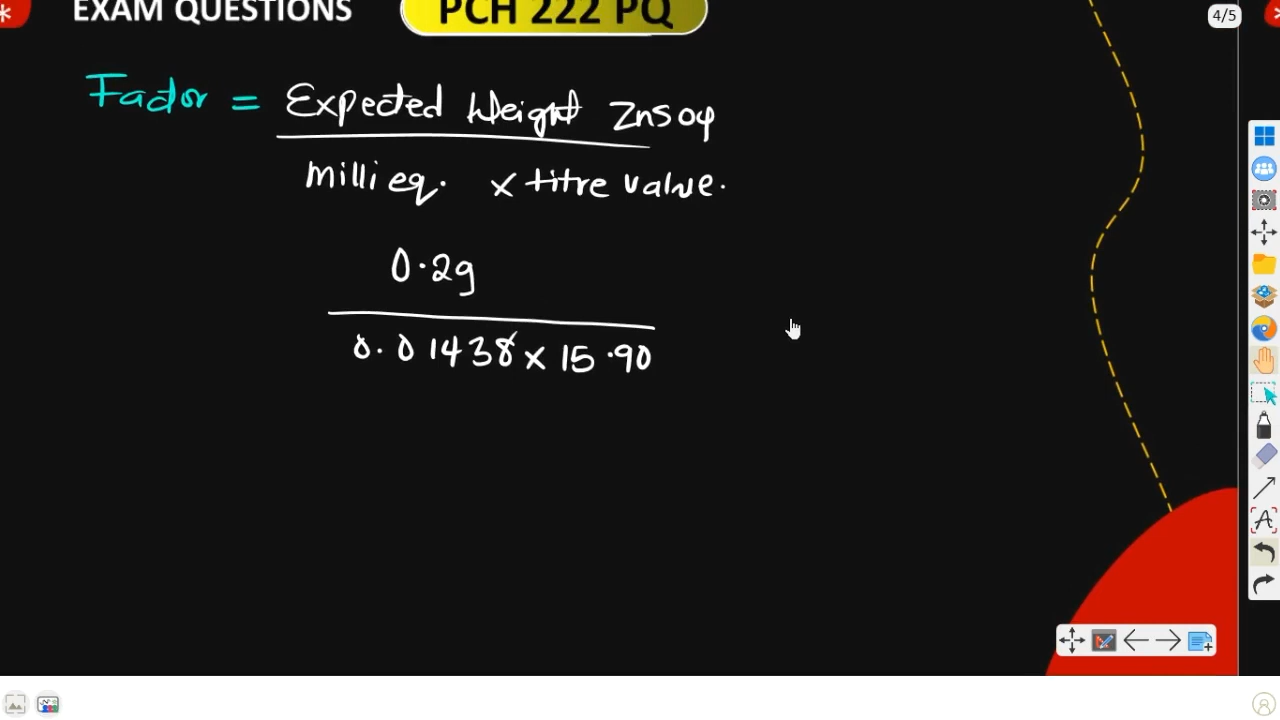 EXAM QUESTIONS
PCH 222 PQ
4/5
Factor = Expected Weight ZnSO4
milli eq. × titre value.
0.2g
0.01438 × 15.90